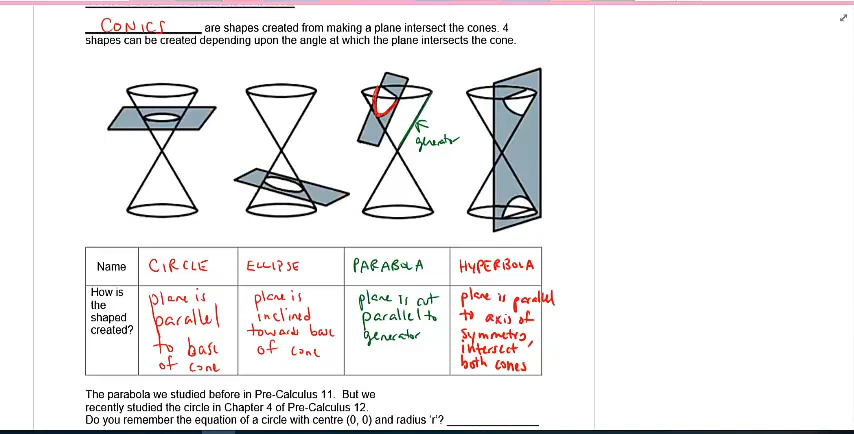 CONICS are shapes created from making a plane intersect the cones. 4
shapes can be created depending upon the angle at which the plane intersects the cone.
generator
Name CIRCLE ELLIPSE PARABOLA HYPERBOLA
How is
the
shaped
created?
plane is
parallel
to base
of cone
plane is
inclined
towards base
of cone
plane is cut
parallel to
generator
plane is parallel
to axis of
symmetry,
intersect
both cones
The parabola we studied before in Pre-Calculus 11. But we
recently studied the circle in Chapter 4 of Pre-Calculus 12.
Do you remember the equation of a circle with centre (0, 0) and radius 'r'?